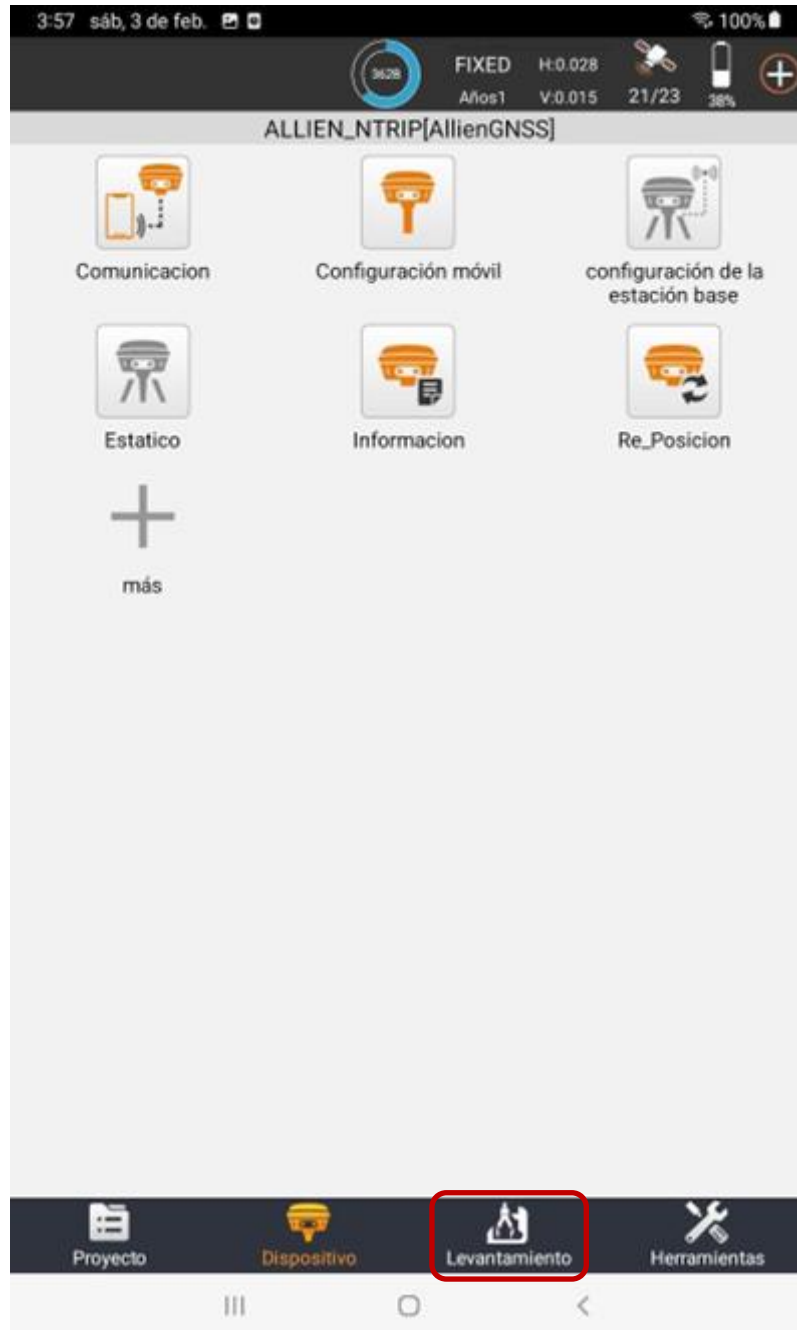 3:57 sáb, 3 de feb. 100%
3628 FIXED H:0.028
Años1 V:0.015 21/23 38%
ALLIEN_NTRIP[AllienGNSS]
Comunicacion Configuración móvil configuración de la
estación base
Estatico Informacion Re_Posicion
más
Proyecto Dispositivo Levantamiento Herramientas